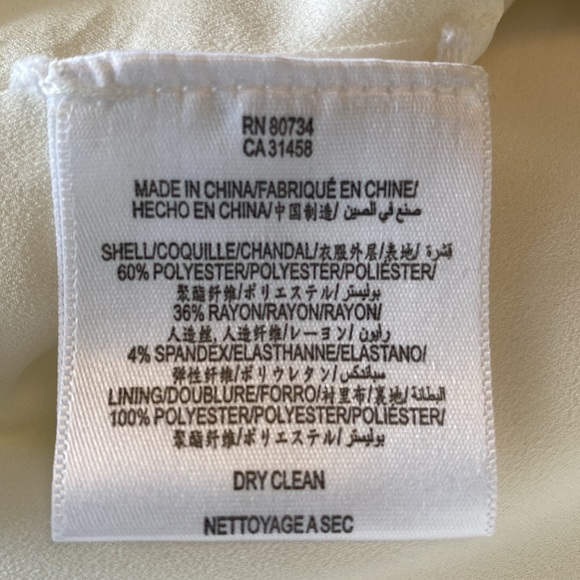 RN 80734
CA 31458
MADE IN CHINA/FABRIQUÉ EN CHINE/
HECHO EN CHINA/中国制造/ صنع في الصين
SHELL/COQUILLE/CHANDAL/衣服外层/表地/ قشرة
60% POLYESTER/POLYESTER/POLIÉSTER/
聚酯纤维/ポリエステル/ بوليستر
36% RAYON/RAYON/RAYON/
人造丝, 人造纤维/レーヨン/ رايون
4% SPANDEX/ELASTHANNE/ELASTANO/
弹性纤维/ポリウレタン/ سباندكس
LINING/DOUBLURE/FORRO/衬里布/裏地/ البطانة
100% POLYESTER/POLYESTER/POLIÉSTER/
聚酯纤维/ポリエステル/ بوليستر
DRY CLEAN
NETTOYAGE A SEC